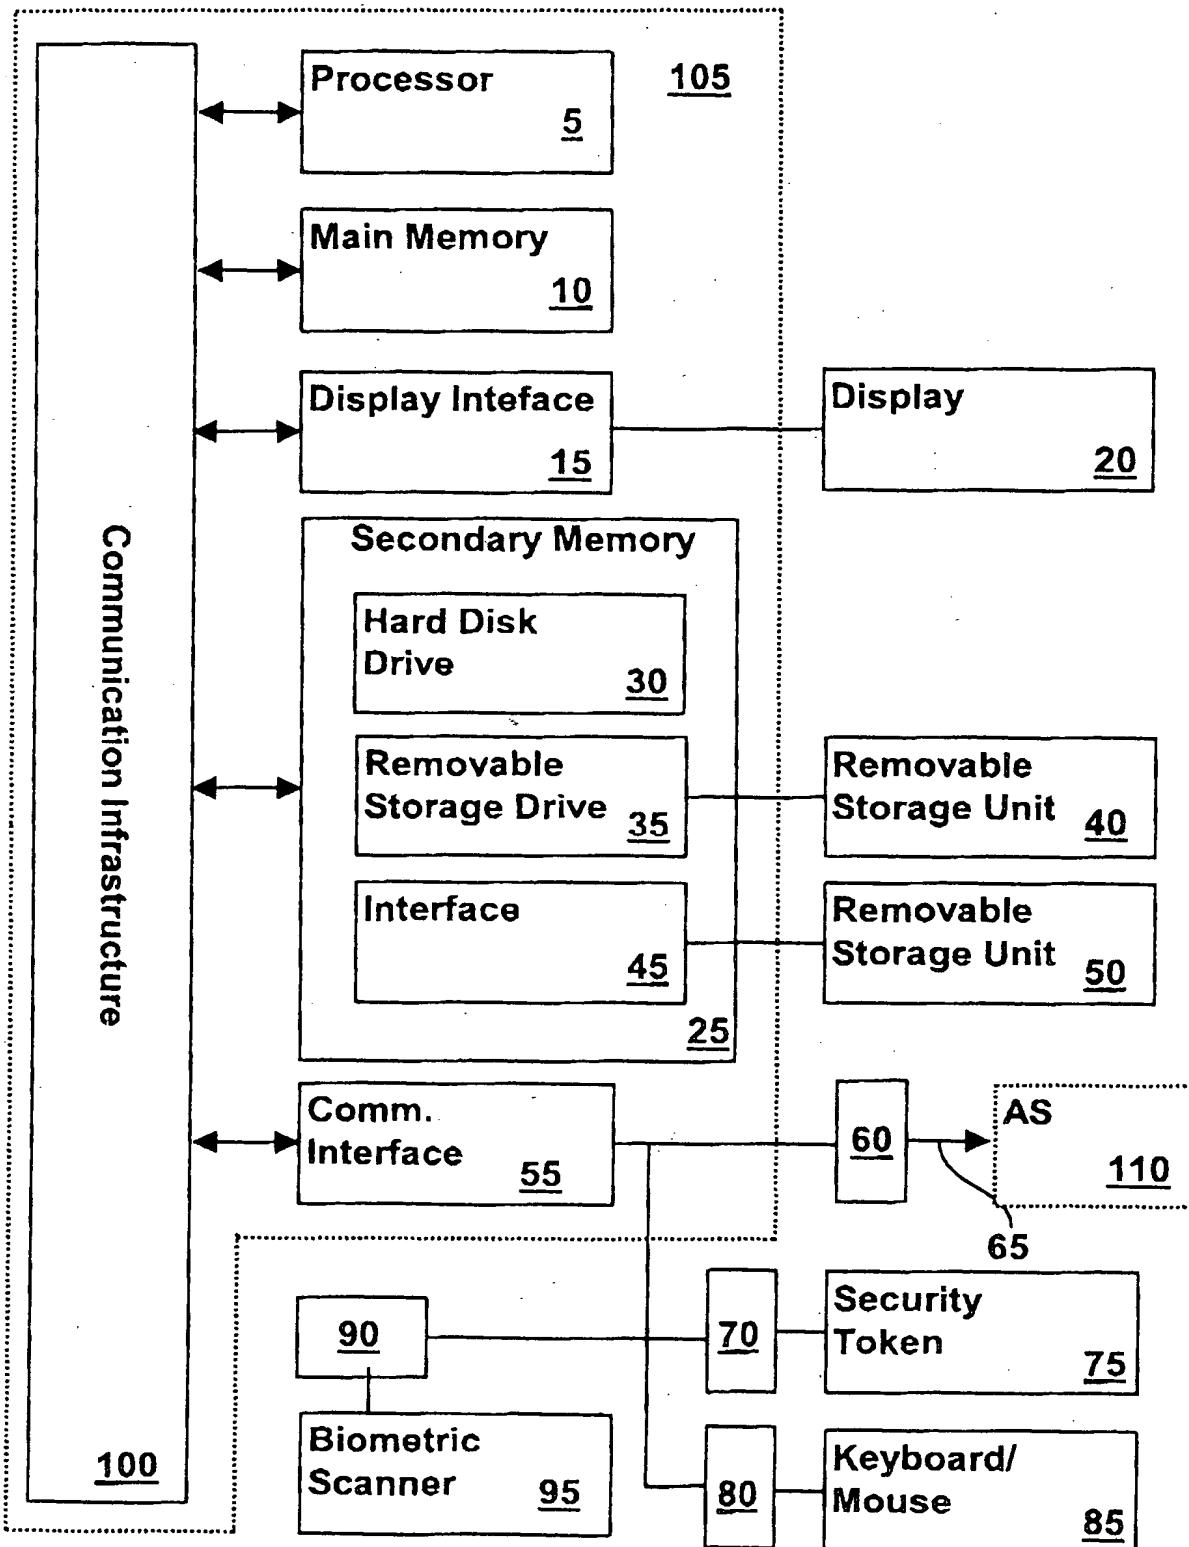 Processor
105
5
Main Memory
10
Display Inteface
15
Display
20
Communication Infrastructure
100
Secondary Memory
Hard Disk
Drive
30
Removable
Storage Drive
35
Removable
Storage Unit
40
Interface
45
Removable
Storage Unit
50
25
Comm.
Interface
55
60
AS
110
65
90
70
Security
Token
75
Biometric
Scanner
95
80
Keyboard/
Mouse
85